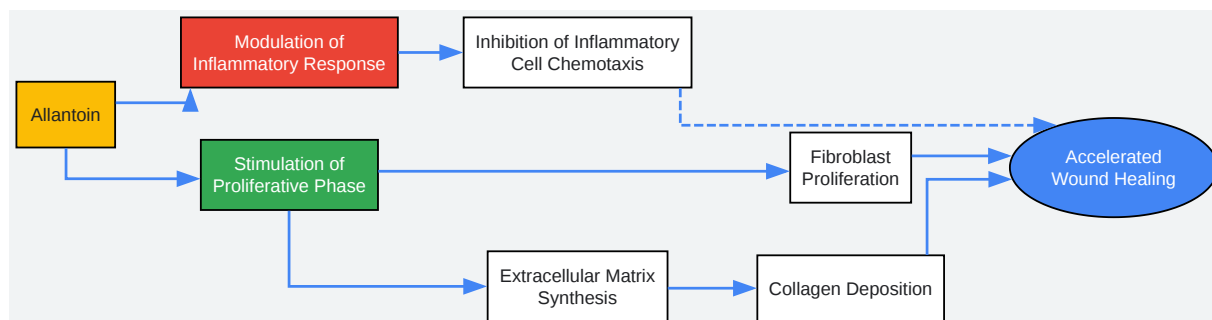 Modulation of
Inflammatory Response
Inhibition of Inflammatory
Cell Chemotaxis
Allantoin
Stimulation of
Proliferative Phase
Fibroblast
Proliferation
Accelerated
Wound Healing
Extracellular Matrix
Synthesis
Collagen Deposition